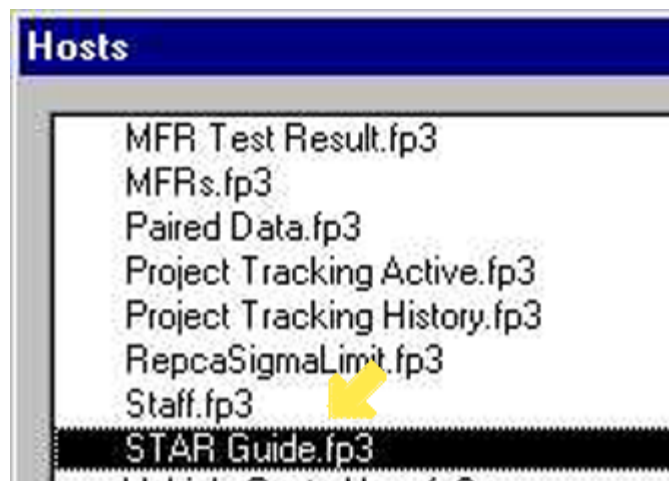 Hosts
MFR Test Result.fp3
MFRs.fp3
Paired Data.fp3
Project Tracking Active.fp3
Project Tracking History.fp3
RepcaSigmaLimit.fp3
Staff.fp3
STAR Guide.fp3